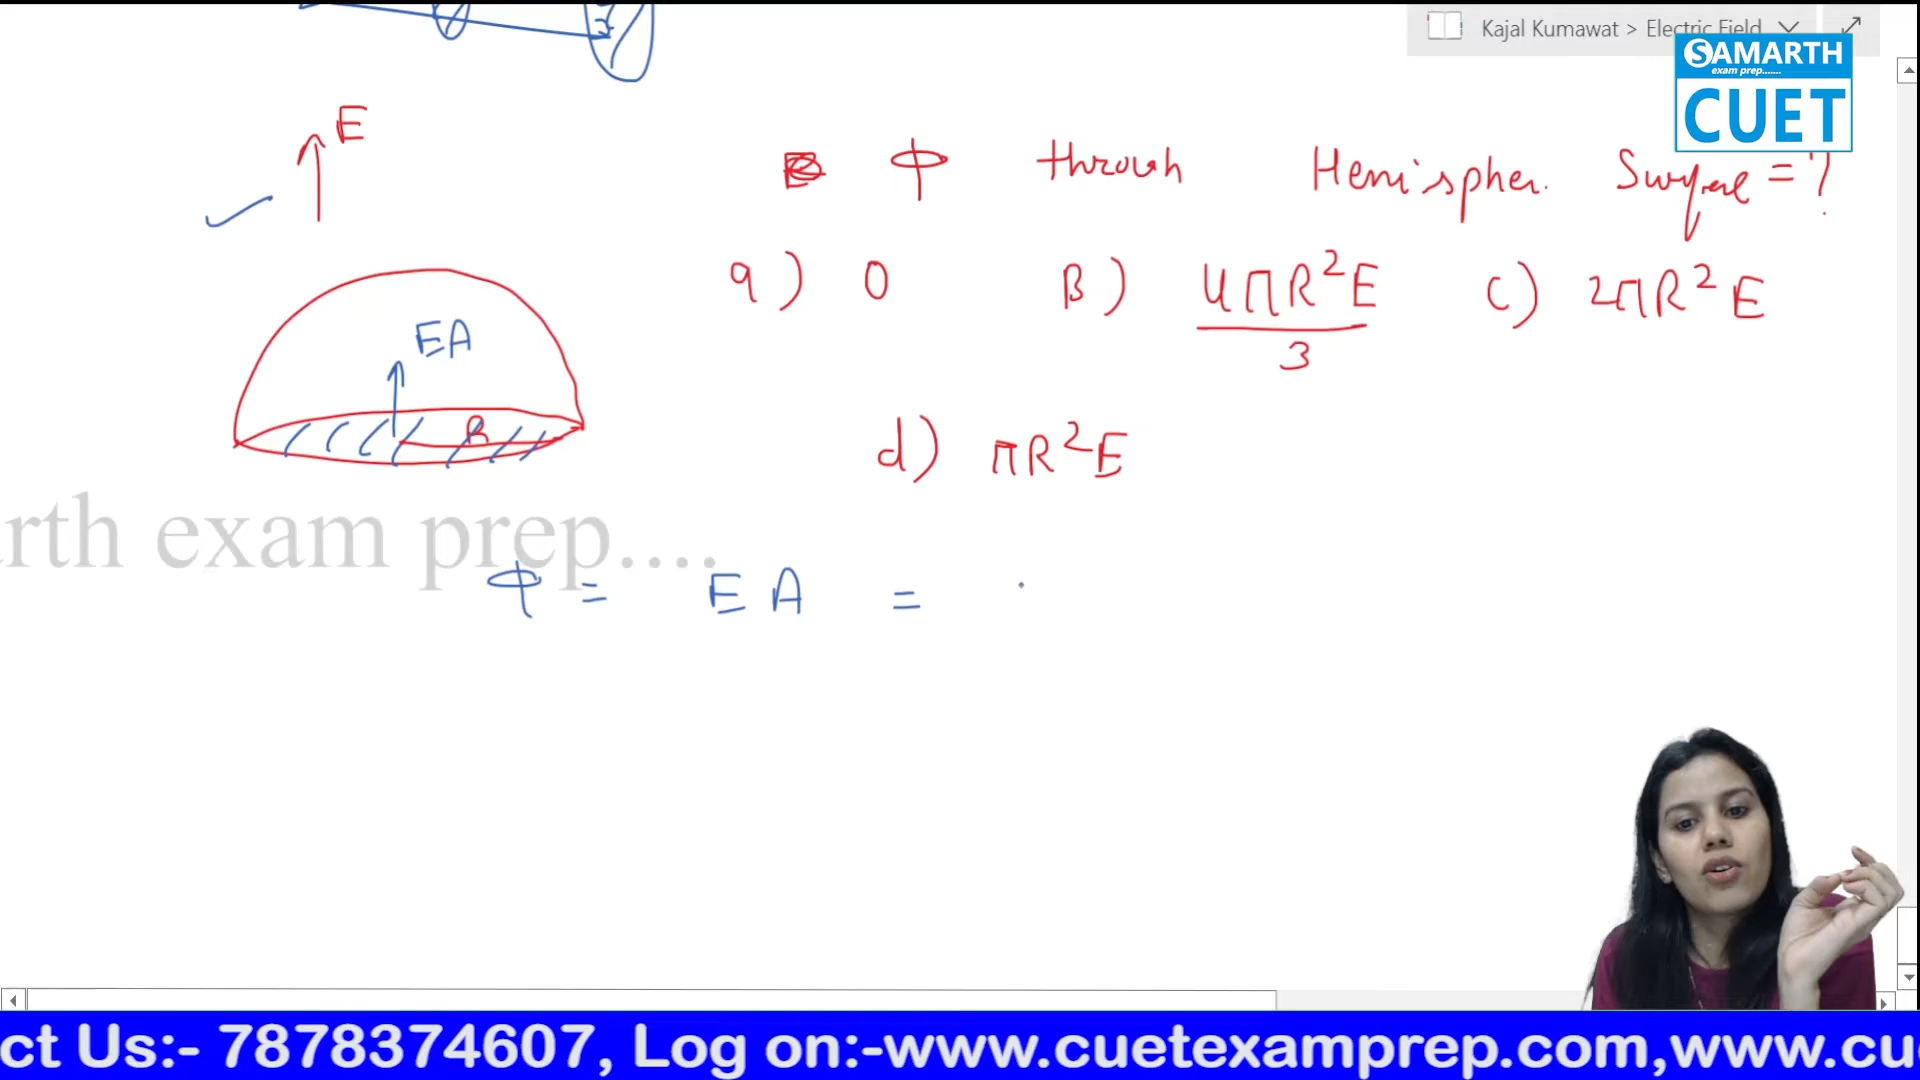 Kajal Kumawat > Electric Field
SAMARTH
exam prep.......
CUET
E
ϕ through Hemispher. Surface = ?
a) 0 B) 4πR²E/3 c) 2πR²E
EA
R
d) πR²E
rth exam prep....
ϕ = EA =
ct Us:- 7878374607, Log on:-www.cuetexamprep.com,www.cu